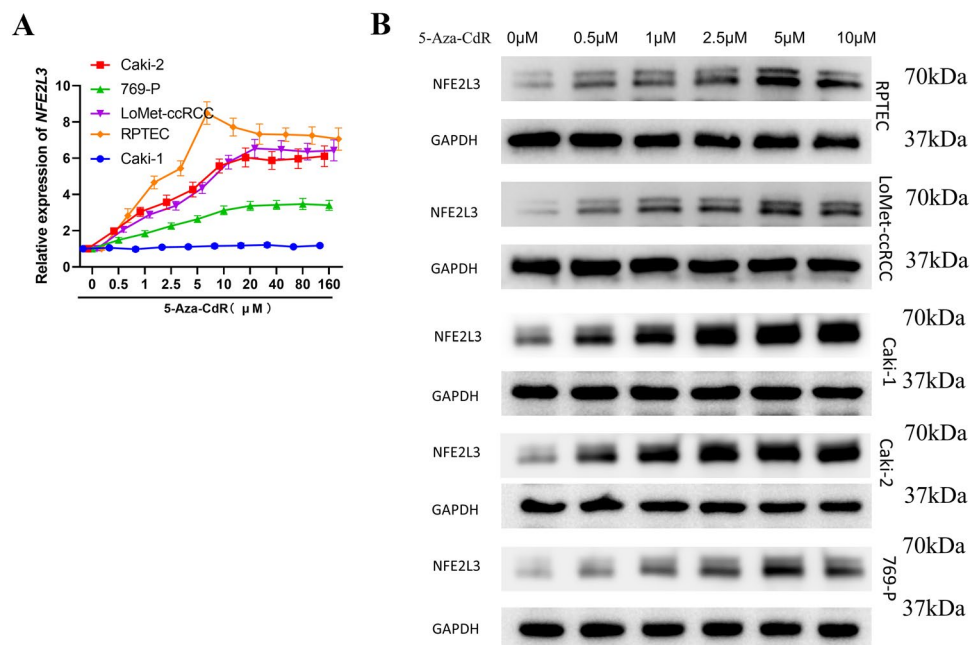 A
Relative expression of NFE2L3
10
8
6
4
2
0
Caki-2
769-P
LoMet-ccRCC
RPTEC
Caki-1
0 0.5 1 2.5 5 10 20 40 80 160
5-Aza-CdR( μM)
B
5-Aza-CdR 0μM 0.5μM 1μM 2.5μM 5μM 10μM
NFE2L3 70kDa
GAPDH 37kDa
RPTEC
NFE2L3 70kDa
GAPDH 37kDa
LoMet-ccRCC
NFE2L3 70kDa
GAPDH 37kDa
Caki-1
NFE2L3 70kDa
GAPDH 37kDa
Caki-2
NFE2L3 70kDa
GAPDH 37kDa
769-P